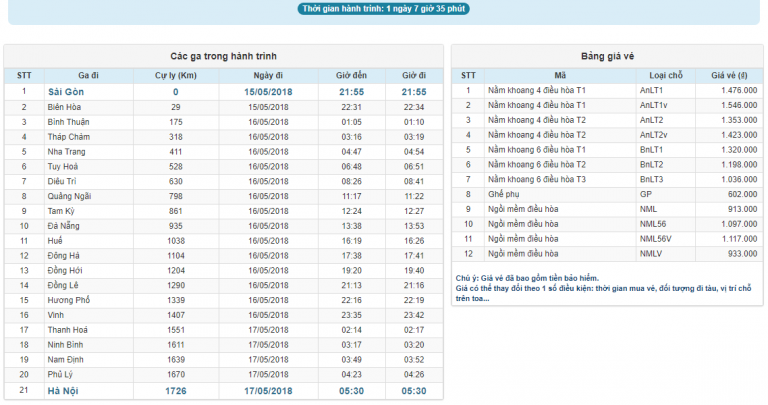 Thời gian hành trình: 1 ngày 7 giờ 35 phút
Các ga trong hành trình
STT Ga đi Cự ly (Km) Ngày đi Giờ đến Giờ đi
1 Sài Gòn 0 15/05/2018 21:55 21:55
2 Biên Hòa 29 15/05/2018 22:31 22:34
3 Bình Thuận 175 16/05/2018 01:05 01:10
4 Tháp Chàm 318 16/05/2018 03:16 03:19
5 Nha Trang 411 16/05/2018 04:47 04:54
6 Tuy Hoà 528 16/05/2018 06:48 06:51
7 Diêu Trì 630 16/05/2018 08:26 08:41
8 Quảng Ngãi 798 16/05/2018 11:17 11:22
9 Tam Kỳ 861 16/05/2018 12:24 12:27
10 Đà Nẵng 935 16/05/2018 13:38 13:53
11 Huế 1038 16/05/2018 16:19 16:26
12 Đông Hà 1104 16/05/2018 17:38 17:41
13 Đồng Hới 1204 16/05/2018 19:20 19:40
14 Đồng Lê 1290 16/05/2018 21:13 21:16
15 Hương Phố 1339 16/05/2018 22:16 22:19
16 Vinh 1407 16/05/2018 23:35 23:42
17 Thanh Hoá 1551 17/05/2018 02:14 02:17
18 Ninh Bình 1611 17/05/2018 03:17 03:20
19 Nam Định 1639 17/05/2018 03:49 03:52
20 Phủ Lý 1670 17/05/2018 04:23 04:26
21 Hà Nội 1726 17/05/2018 05:30 05:30
Bảng giá vé
STT Mã Loại chỗ Giá vé (₫)
1 Nằm khoang 4 điều hòa T1 AnLT1 1.476.000
2 Nằm khoang 4 điều hòa T1 AnLT1v 1.546.000
3 Nằm khoang 4 điều hòa T2 AnLT2 1.353.000
4 Nằm khoang 4 điều hòa T2 AnLT2v 1.423.000
5 Nằm khoang 6 điều hòa T1 BnLT1 1.320.000
6 Nằm khoang 6 điều hòa T2 BnLT2 1.198.000
7 Nằm khoang 6 điều hòa T3 BnLT3 1.036.000
8 Ghế phụ GP 602.000
9 Ngồi mềm điều hòa NML 913.000
10 Ngồi mềm điều hòa NML56 1.097.000
11 Ngồi mềm điều hòa NML56V 1.117.000
12 Ngồi mềm điều hòa NMLV 933.000
Chú ý: Giá vé đã bao gồm tiền bảo hiểm.
Giá có thể thay đổi theo 1 số điều kiện: thời gian mua vé, đối tượng đi tàu, vị trí chỗ
trên toa...